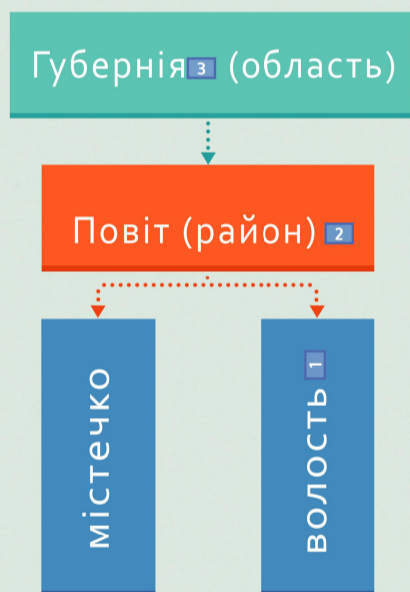 Губернія 3 (область)
Повіт (район) 2
містечко
волость 1